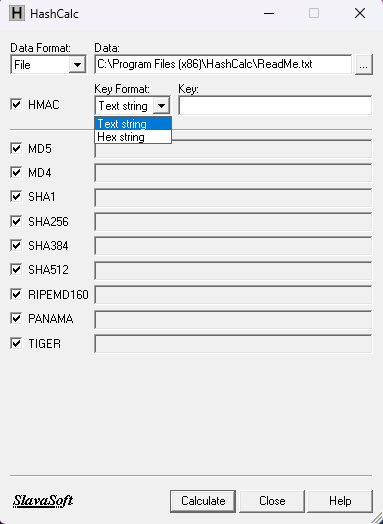 HashCalc
Data Format: Data:
File C:\Program Files (x86)\HashCalc\ReadMe.txt ...
Key Format: Key:
HMAC Text string
Text string
Hex string
MD5
MD4
SHA1
SHA256
SHA384
SHA512
RIPEMD160
PANAMA
TIGER
SlavaSoft Calculate Close Help